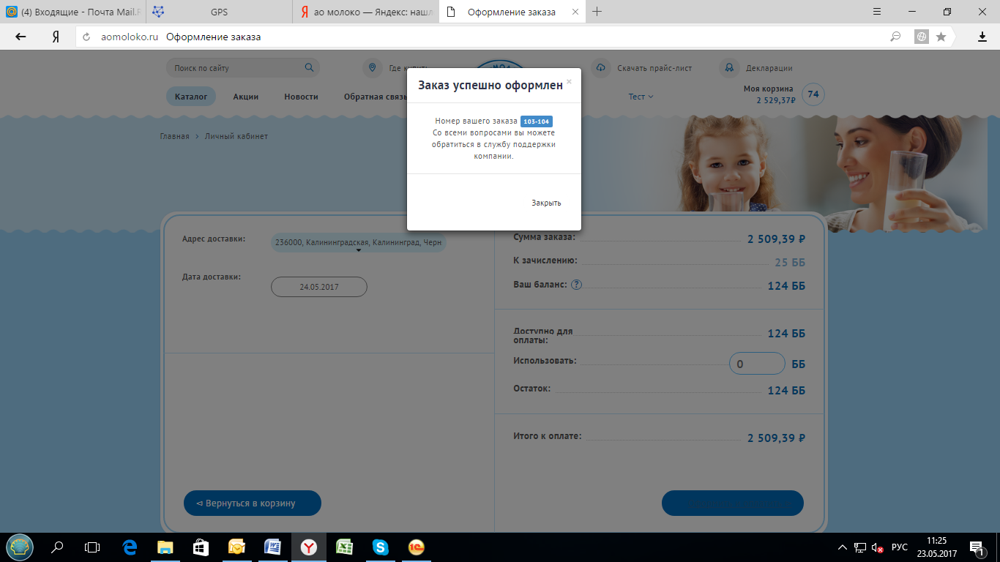 (4) Входящие - Почта Mail.R
GPS
ао молоко — Яндекс: нашл
Оформление заказа
aomoloko.ru Оформление заказа
Поиск по сайту
Где купить
Скачать прайс-лист
Декларации
Каталог
Акции
Новости
Обратная связь
Тест
Моя корзина
2 529,37₽
74
Главная > Личный кабинет
Заказ успешно оформлен ×
Номер вашего заказа 103-104
Со всеми вопросами вы можете
обратиться в службу поддержки
компании.
Закрыть
Адрес доставки:
236000, Калининградская, Калининград, Черн
Дата доставки:
24.05.2017
Сумма заказа: 2 509,39 ₽
К зачислению: 25 ББ
Ваш баланс: ? 124 ББ
Доступно для
оплаты: 124 ББ
Использовать: 0 ББ
Остаток: 124 ББ
Итого к оплате: 2 509,39 ₽
Вернуться в корзину
РУС
11:25
23.05.2017
1